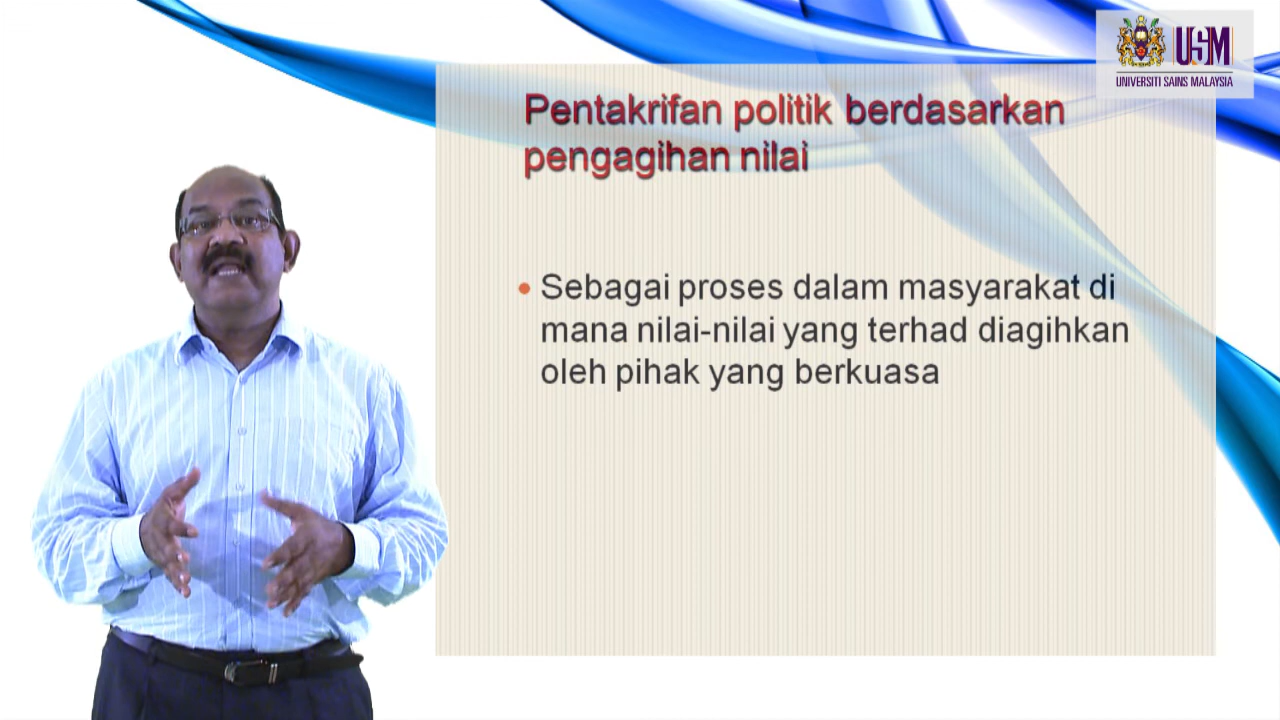 USM
UNIVERSITI SAINS MALAYSIA
Pentakrifan politik berdasarkan
pengagihan nilai
• Sebagai proses dalam masyarakat di
mana nilai-nilai yang terhad diagihkan
oleh pihak yang berkuasa